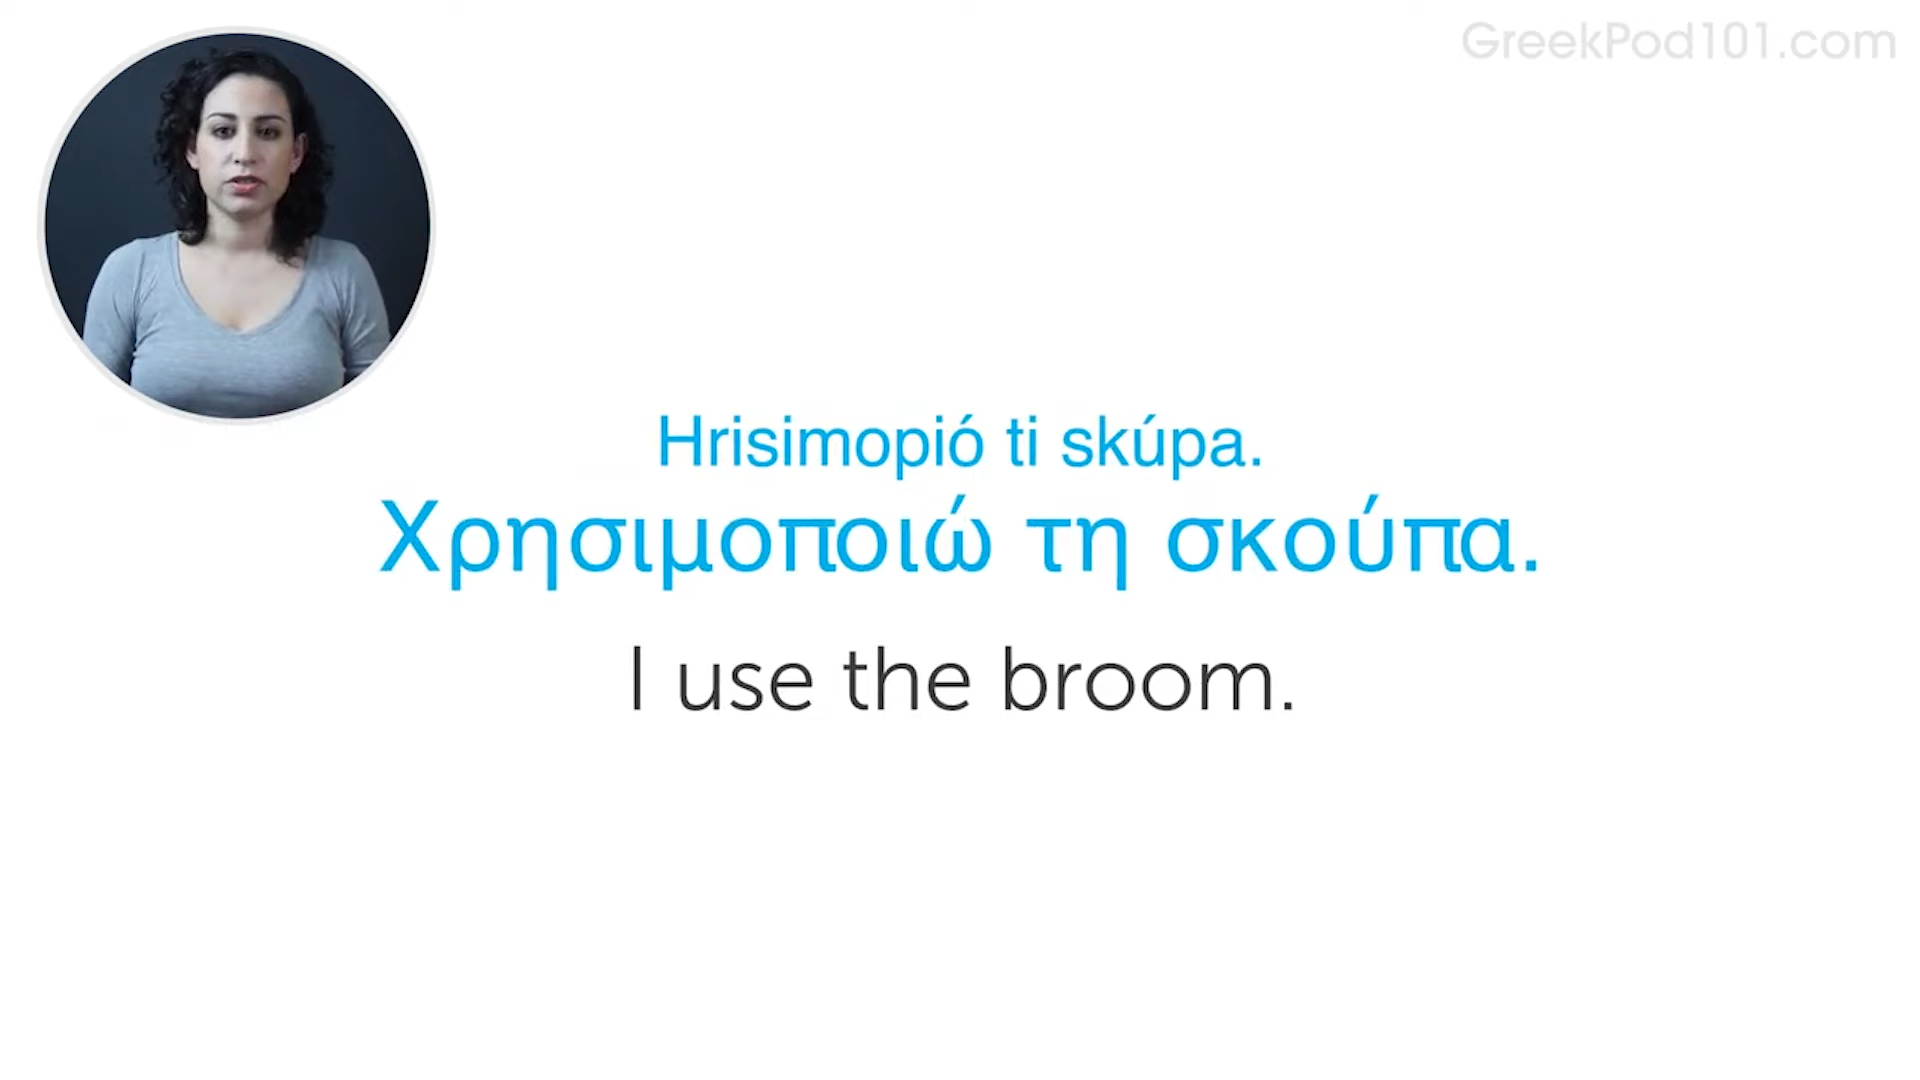 GreekPod101.com
Hrisimopió ti skúpa.
Χρησιμοποιώ τη σκούπα.
I use the broom.